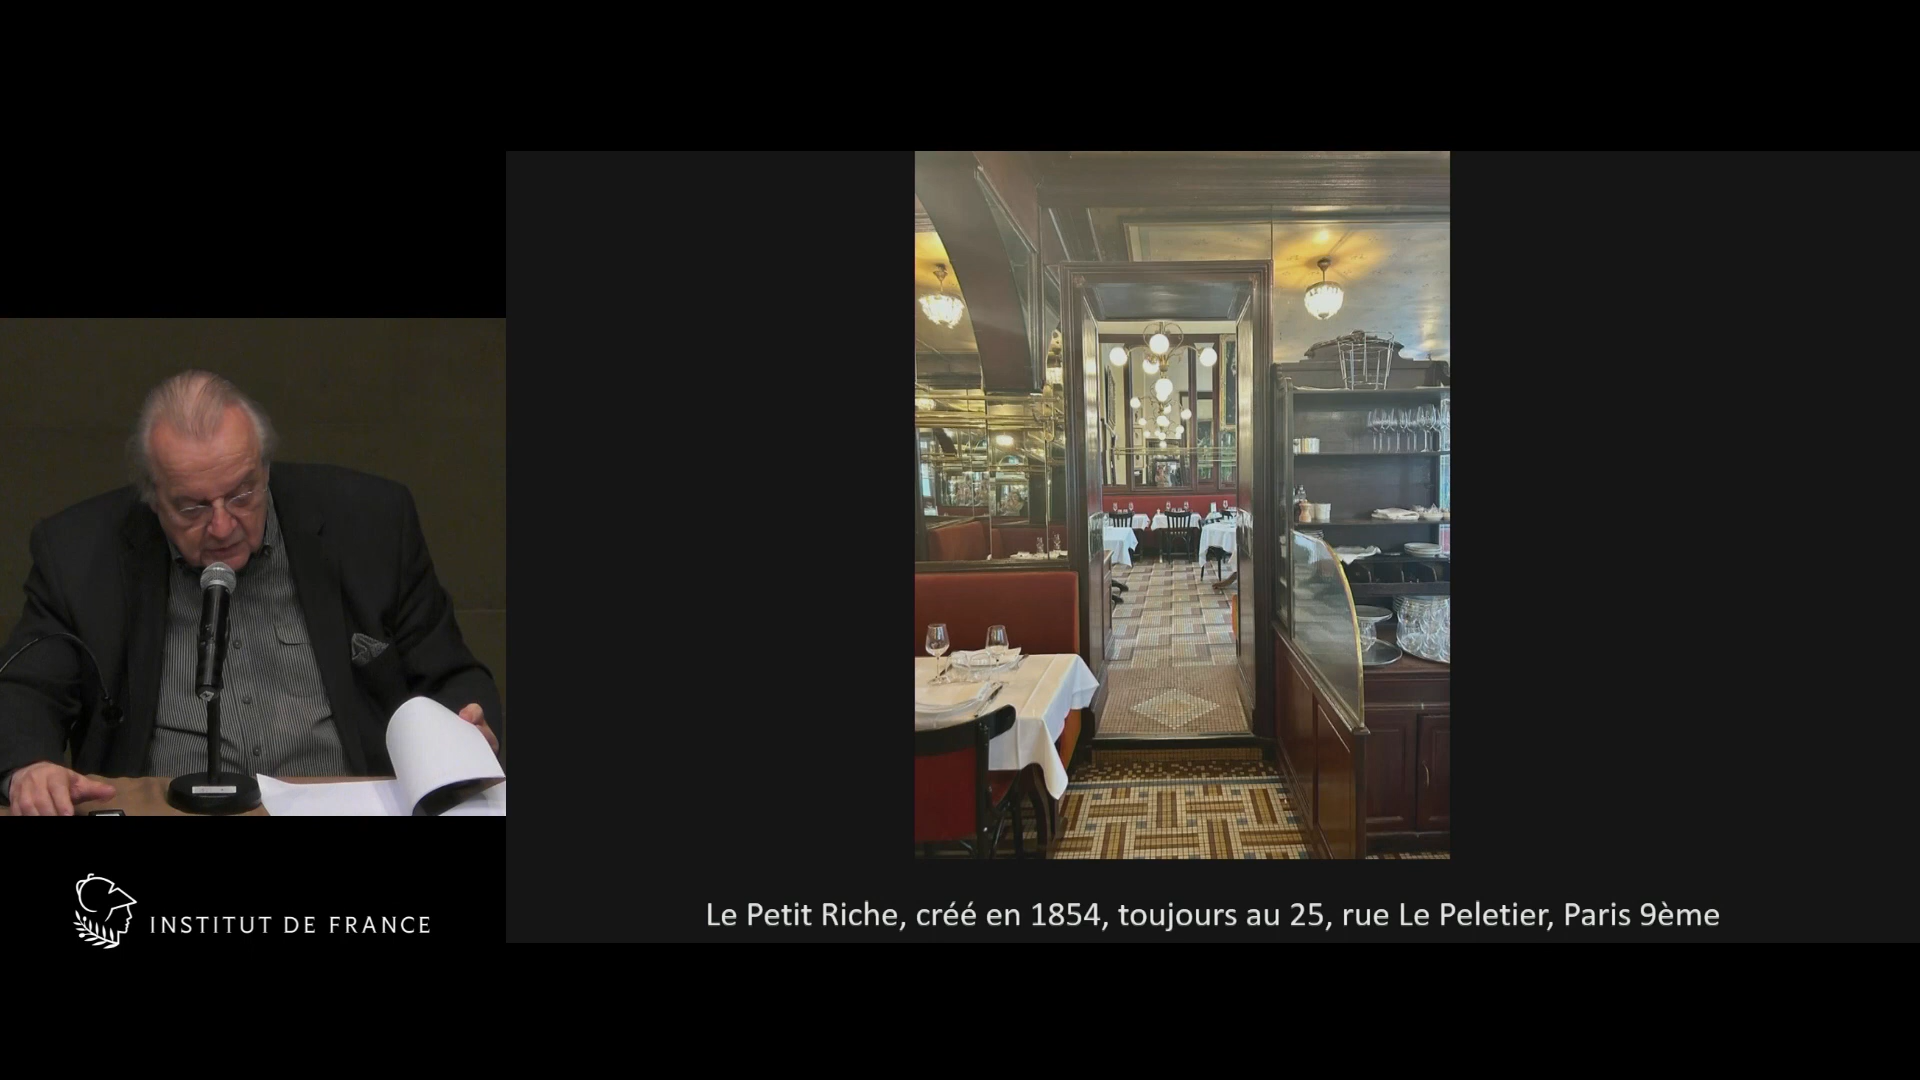 INSTITUT DE FRANCE
Le Petit Riche, créé en 1854, toujours au 25, rue Le Peletier, Paris 9ème